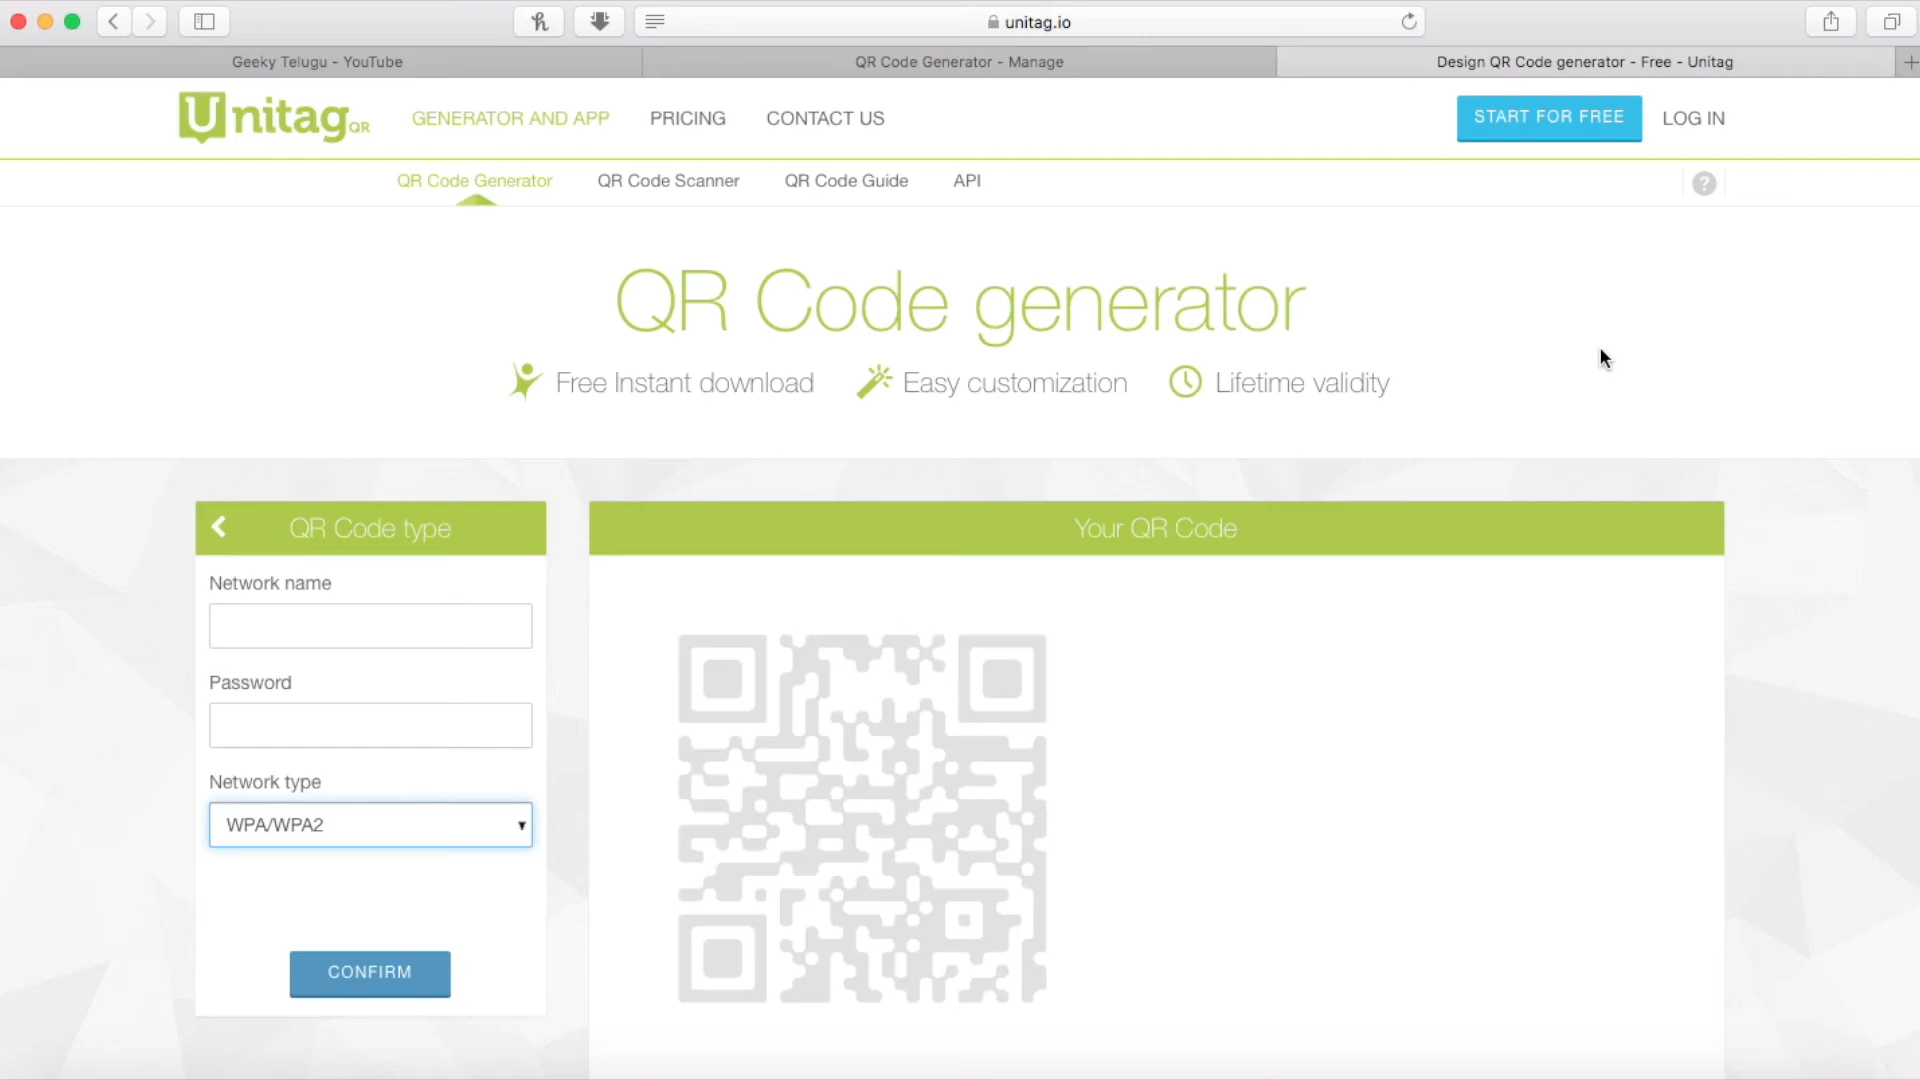 unitag.io
Geeky Telugu - YouTube
QR Code Generator - Manage
Design QR Code generator - Free - Unitag
Unitag QR
GENERATOR AND APP
PRICING
CONTACT US
START FOR FREE
LOG IN
QR Code Generator
QR Code Scanner
QR Code Guide
API
?
QR Code generator
Free Instant download
Easy customization
Lifetime validity
QR Code type
Your QR Code
Network name
Password
Network type
WPA/WPA2
CONFIRM